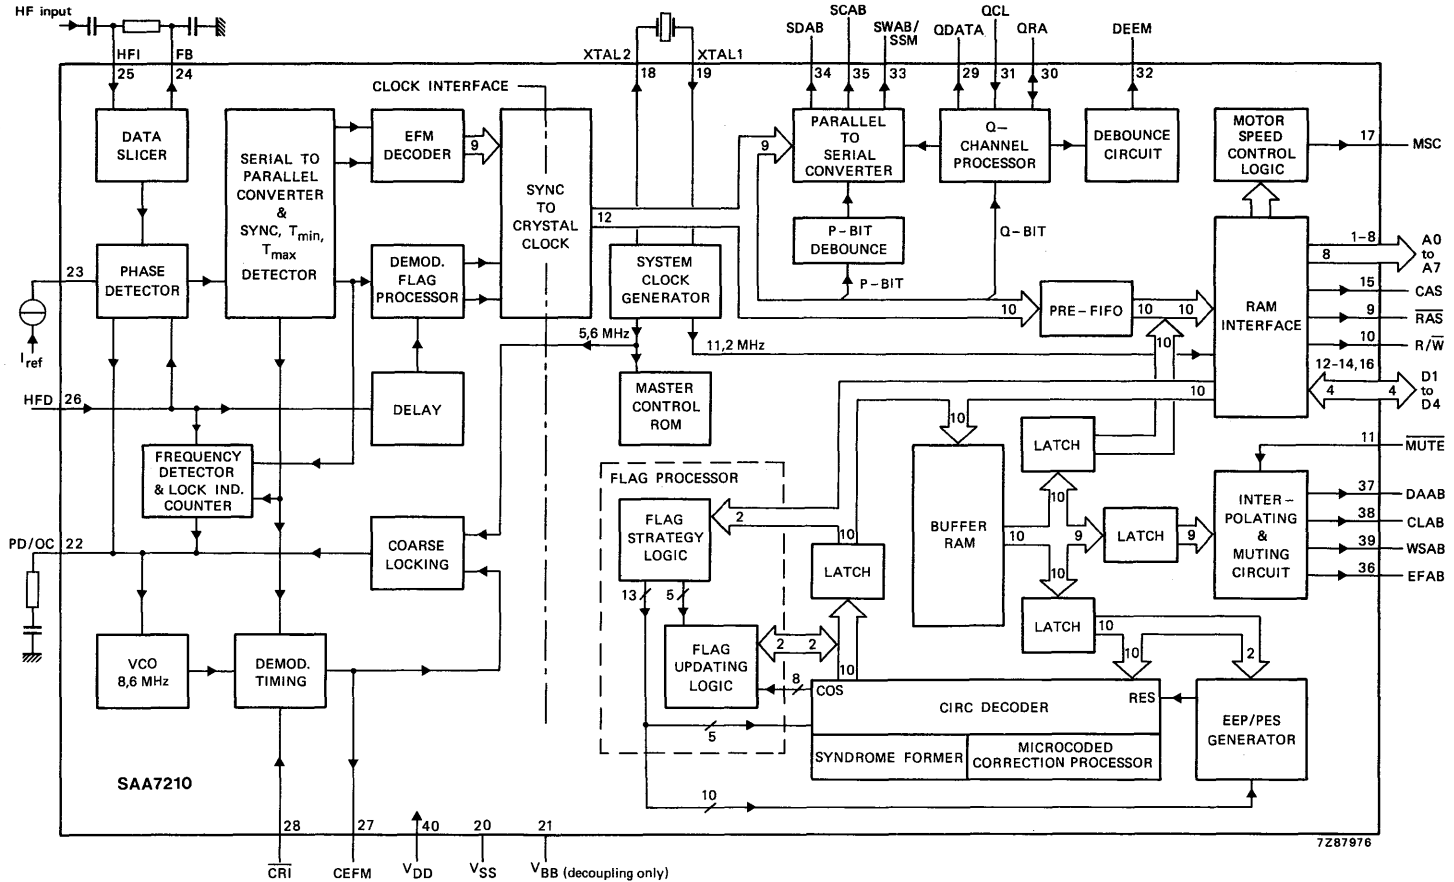 HF input
SCAB
QCL
SDAB
SWAB/
SSM
QDATA
QRA
DEEM
HFI
FB
XTAL2
XTAL1
25
24
18
19
34
35
33
29
31
30
32
CLOCK INTERFACE
DATA
SLICER
SERIAL TO
PARALLEL
CONVERTER
&
SYNC, Tmin,
Tmax
DETECTOR
EFM
DECODER
9
SYNC
TO
CRYSTAL
CLOCK
12
9
PARALLEL
TO
SERIAL
CONVERTER
Q–
CHANNEL
PROCESSOR
DEBOUNCE
CIRCUIT
MOTOR
SPEED
CONTROL
LOGIC
17
MSC
P-BIT
DEBOUNCE
Q-BIT
P-BIT
23
PHASE
DETECTOR
DEMOD.
FLAG
PROCESSOR
SYSTEM
CLOCK
GENERATOR
10
PRE-FIFO
10
10
10
RAM
INTERFACE
1-8
8
A0
to
A7
15
CAS
9
R̅A̅S̅
10
R/W̅
12-14,16
4
4
D1
to
D4
Iref
5,6 MHz
11,2 MHz
HFD
26
DELAY
MASTER
CONTROL
ROM
10
10
LATCH
11
M̅U̅T̅E̅
FREQUENCY
DETECTOR
& LOCK IND.
COUNTER
FLAG PROCESSOR
FLAG
STRATEGY
LOGIC
2
10
BUFFER
RAM
10
10
9
LATCH
9
INTER-
POLATING
&
MUTING
CIRCUIT
37
DAAB
38
CLAB
39
WSAB
36
EFAB
PD/OC
22
COARSE
LOCKING
LATCH
10
LATCH
10
13
5
VCO
8,6 MHz
DEMOD.
TIMING
FLAG
UPDATING
LOGIC
2
2
10
10
2
8
COS
CIRC DECODER
RES
EEP/PES
GENERATOR
5
SYNDROME FORMER
MICROCODED
CORRECTION PROCESSOR
10
SAA7210
28
27
40
20
21
7Z87976
C̅R̅I̅
CEFM
VDD
VSS
VBB (decoupling only)